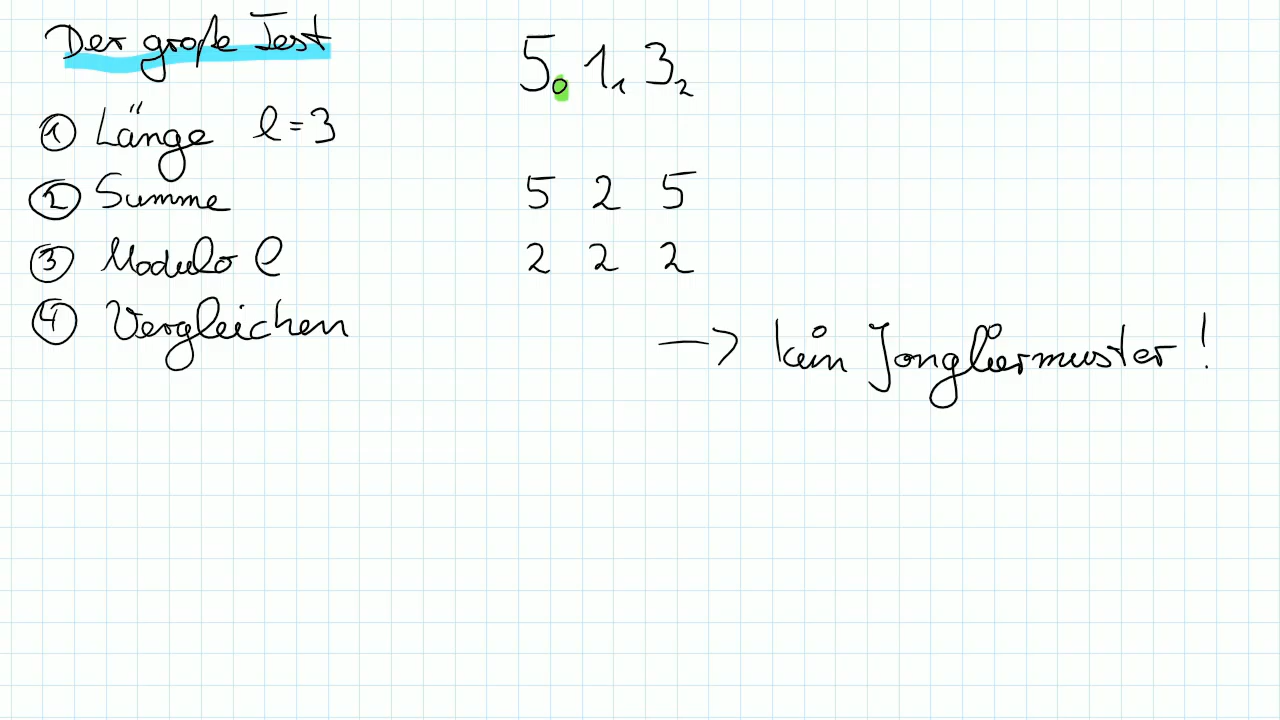 Der große Test
5₀ 1₁ 3₂
① Länge l = 3
② Summe 5 2 5
③ Modulo l 2 2 2
④ Vergleichen
→ kein Jongliermuster!